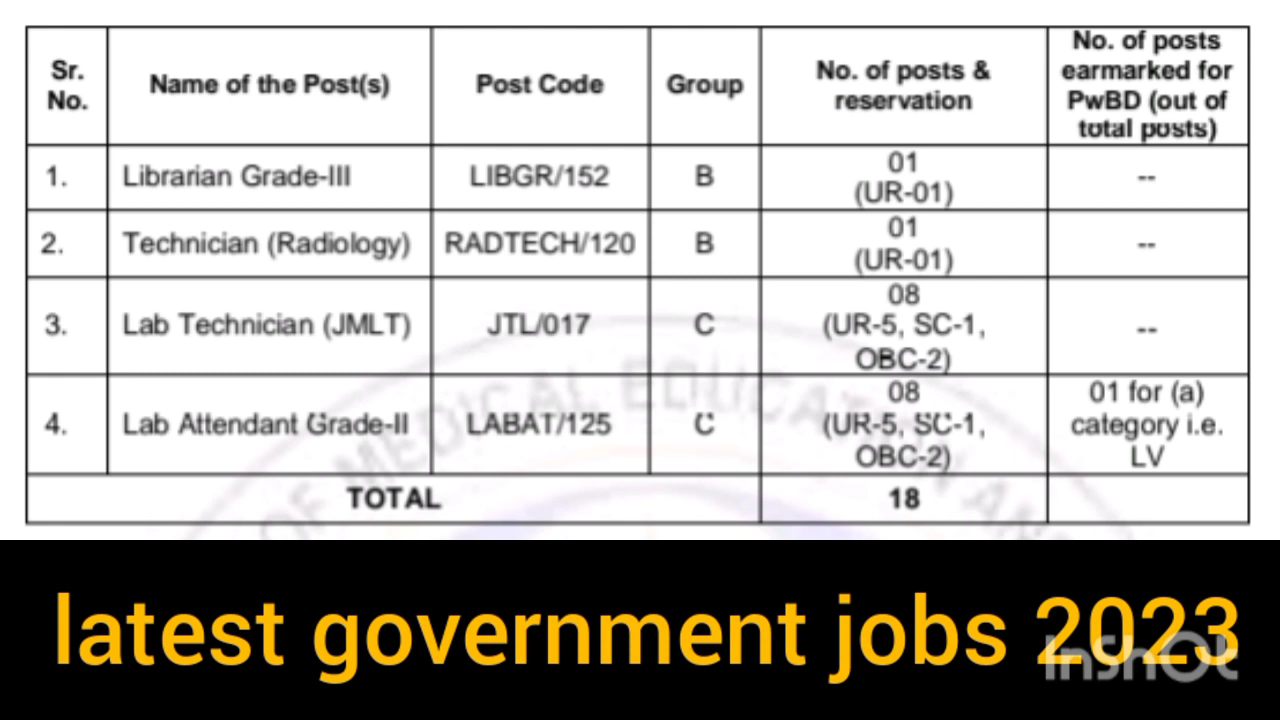 Sr. No. | Name of the Post(s) | Post Code | Group | No. of posts & reservation | No. of posts earmarked for PwBD (out of total posts)
1. | Librarian Grade-III | LIBGR/152 | B | 01 (UR-01) | --
2. | Technician (Radiology) | RADTECH/120 | B | 01 (UR-01) | --
3. | Lab Technician (JMLT) | JTL/017 | C | 08 (UR-5, SC-1, OBC-2) | --
4. | Lab Attendant Grade-II | LABAT/125 | C | 08 (UR-5, SC-1, OBC-2) | 01 for (a) category i.e. LV
TOTAL | 18
OF MEDICAL EDUCATION AN
latest government jobs 2023
InShOt